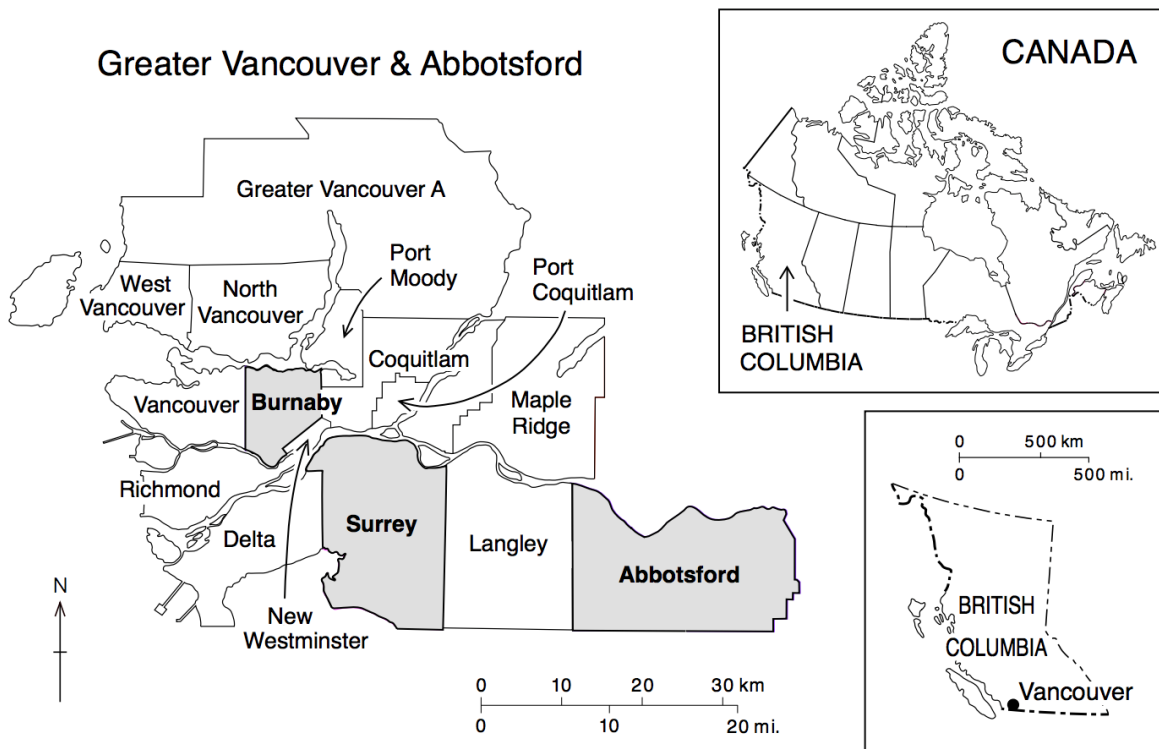 Greater Vancouver & Abbotsford
Greater Vancouver A
Port
Moody
Port
Coquitlam
West
Vancouver
North
Vancouver
Coquitlam
Vancouver
Burnaby
Maple
Ridge
Richmond
Delta
Surrey
Langley
Abbotsford
New
Westminster
N
0 10 20 30 km
0 10 20 mi.
CANADA
BRITISH
COLUMBIA
0 500 km
0 500 mi.
BRITISH
COLUMBIA
Vancouver